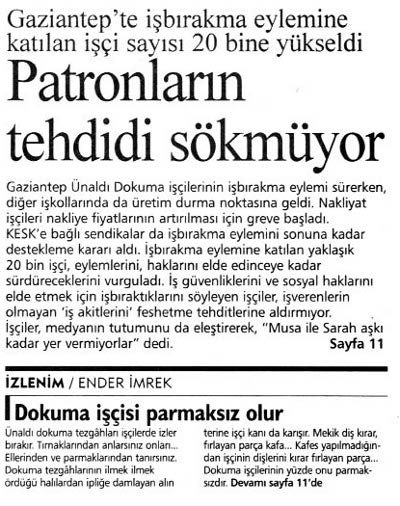 Gaziantep'te işbırakma eylemine
katılan işçi sayısı 20 bine yükseldi
Patronların
tehdidi sökmüyor
Gaziantep Ünaldı Dokuma işçilerinin işbırakma eylemi sürerken,
diğer işkollarında da üretim durma noktasına geldi. Nakliyat
işçileri nakliye fiyatlarının artırılması için greve başladı.
KESK'e bağlı sendikalar da işbırakma eylemini sonuna kadar
destekleme kararı aldı. İşbırakma eylemine katılan yaklaşık
20 bin işçi, eylemlerini, haklarını elde edinceye kadar
sürdüreceklerini vurguladı. İş güvenliklerini ve sosyal haklarını
elde etmek için işbıraktıklarını söyleyen işçiler, işverenlerin
olmayan 'iş akitlerini' feshetme tehditlerine aldırmıyor.
İşçiler, medyanın tutumunu da eleştirerek, "Musa ile Sarah aşkı
kadar yer vermiyorlar" dedi. Sayfa 11
İZLENİM / ENDER İMREK
Dokuma işçisi parmaksız olur
Ünaldı dokuma tezgâhları işçilerde izler
bırakır. Tırnaklarından anlarsınız onları...
Ellerinden ve parmaklarından tanırsınız.
Dokuma tezgâhlarının ilmek ilmek
ördüğü halılardan ipliğe damlayan alın
terine işçi kanı da karışır. Mekik diş kırar,
fırlayan parça kafa... Kafes yapılmadığın-
dan işçinin dişlerini kırar fırlayan parça...
Dokuma işçilerinin yüzde onu parmak-
sızdır. Devamı sayfa 11'de